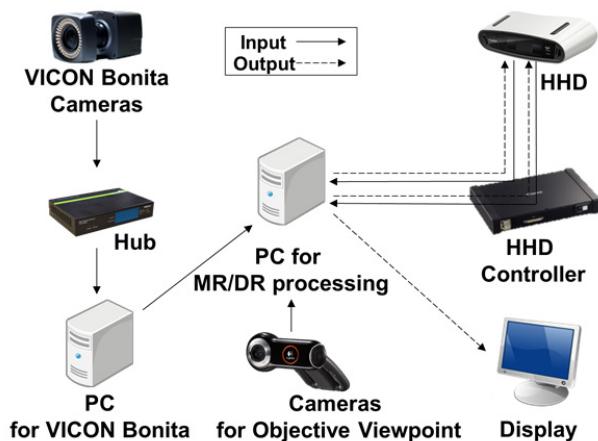 VICON Bonita
Cameras
Input
Output
HHD
Hub
PC for
MR/DR processing
HHD
Controller
PC
for VICON Bonita
Cameras
for Objective Viewpoint
Display